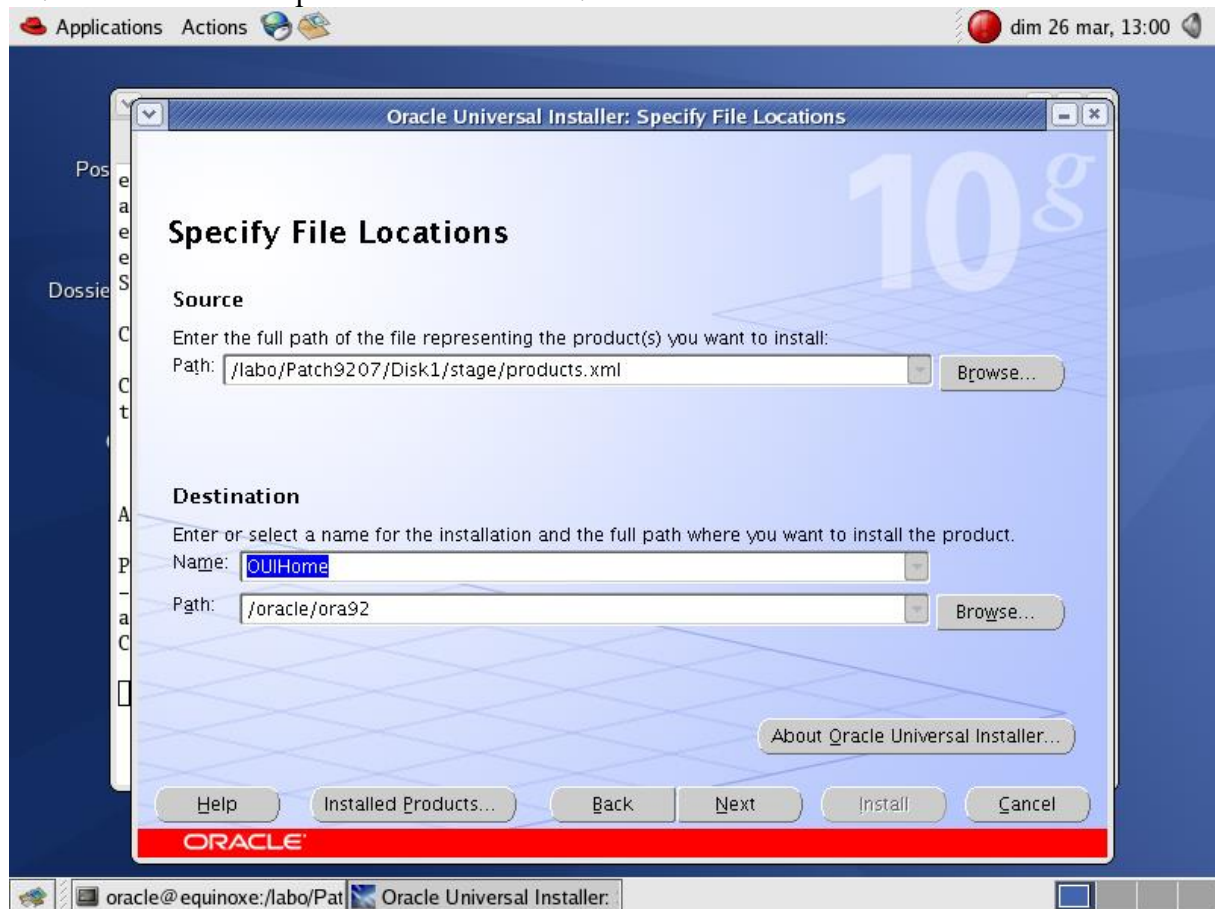 Applications Actions dim 26 mar, 13:00
Oracle Universal Installer: Specify File Locations
10g
Pos
e
a
e
e
Dossie S
C
C
t
A
P
-
a
C
Specify File Locations
Source
Enter the full path of the file representing the product(s) you want to install:
Path: /labo/Patch9207/Disk1/stage/products.xml Browse...
Destination
Enter or select a name for the installation and the full path where you want to install the product.
Name: OUIHome
Path: /oracle/ora92 Browse...
About Oracle Universal Installer...
Help Installed Products... Back Next Install Cancel
ORACLE
oracle@equinoxe:/labo/Pat Oracle Universal Installer: